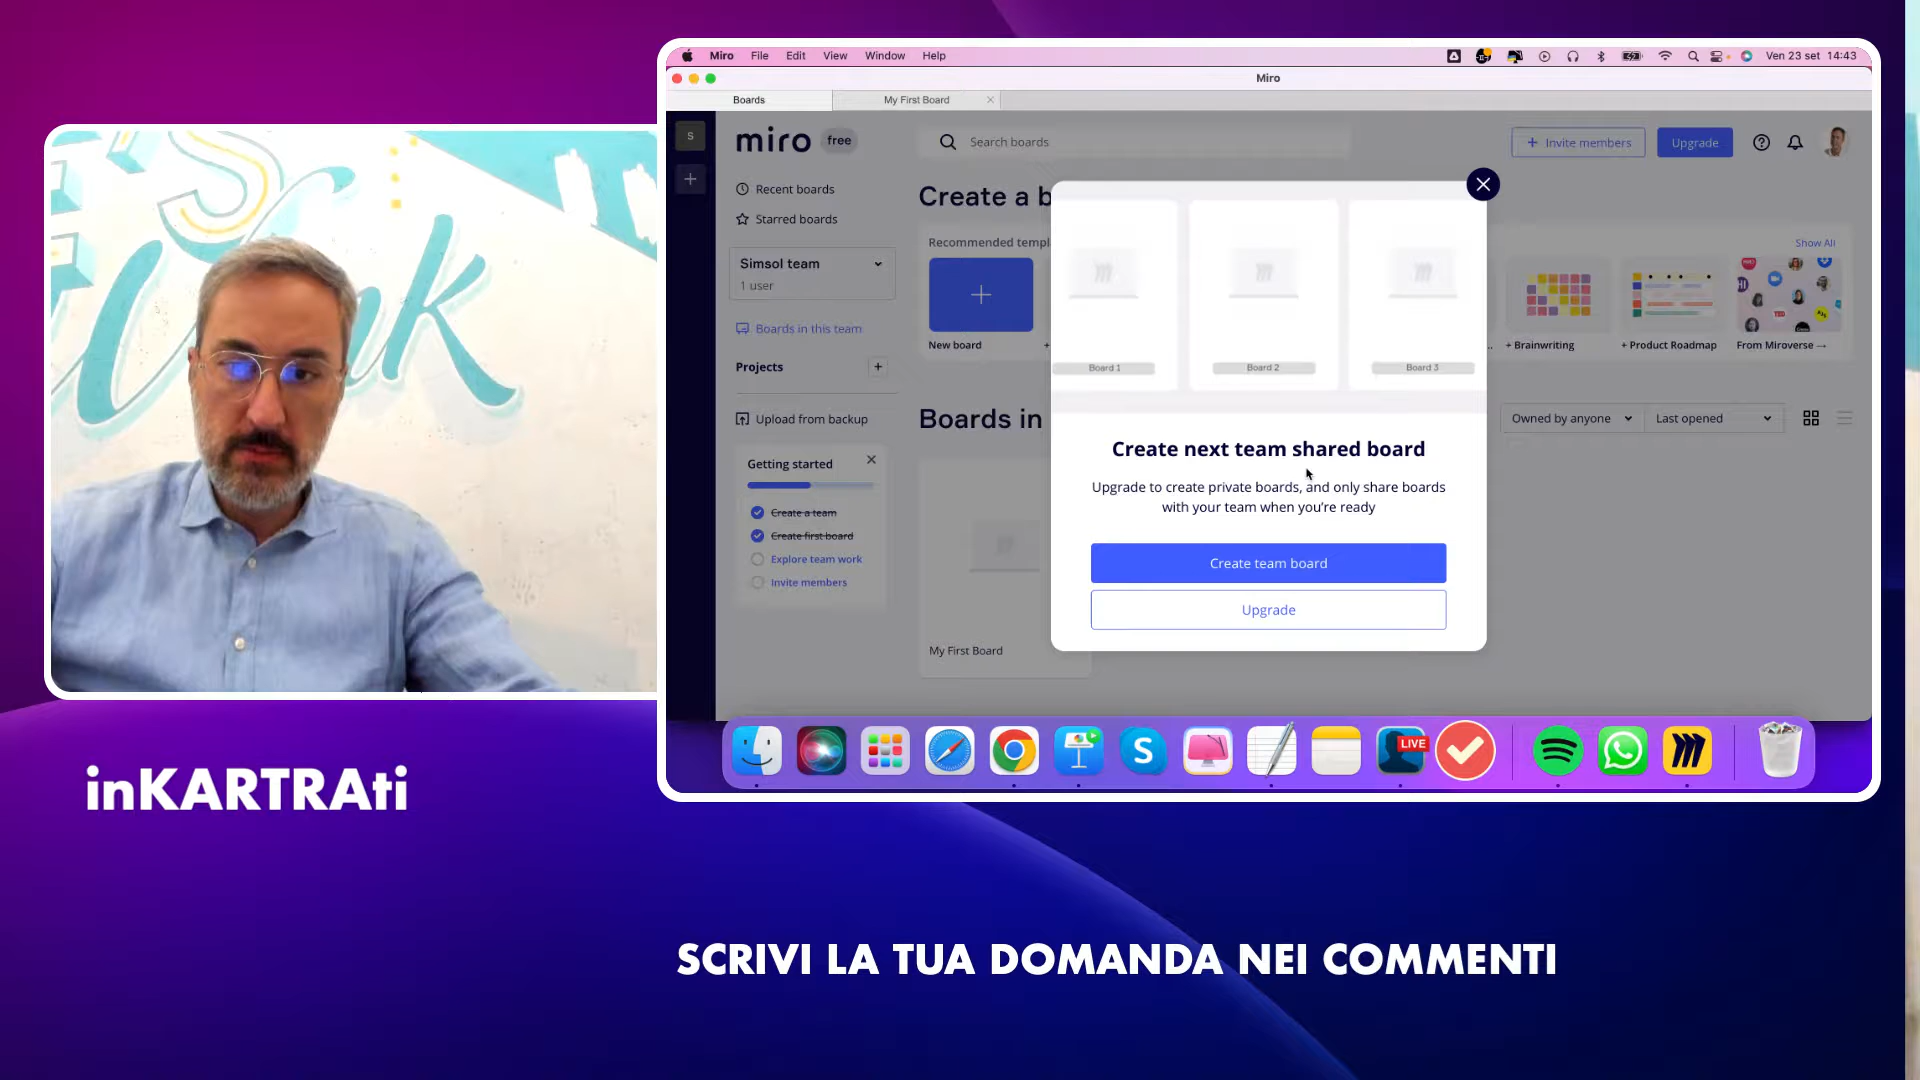 Miro File Edit View Window Help
Ven 23 set 14:43
Miro
Boards
My First Board
S
miro free
Search boards
Invite members
Upgrade
Recent boards
Starred boards
Create a b
Recommended templ
Show All
Simsol team
1 user
New board
+ Brainwriting
+ Product Roadmap
From Miroverse →
Boards in this team
Projects
Upload from backup
Boards in
Owned by anyone
Last opened
Getting started
Create a team
Create first board
Explore team work
Invite members
My First Board
Board 1
Board 2
Board 3
Create next team shared board
Upgrade to create private boards, and only share boards
with your team when you're ready
Create team board
Upgrade
LIVE
inKARTRAti
SCRIVI LA TUA DOMANDA NEI COMMENTI